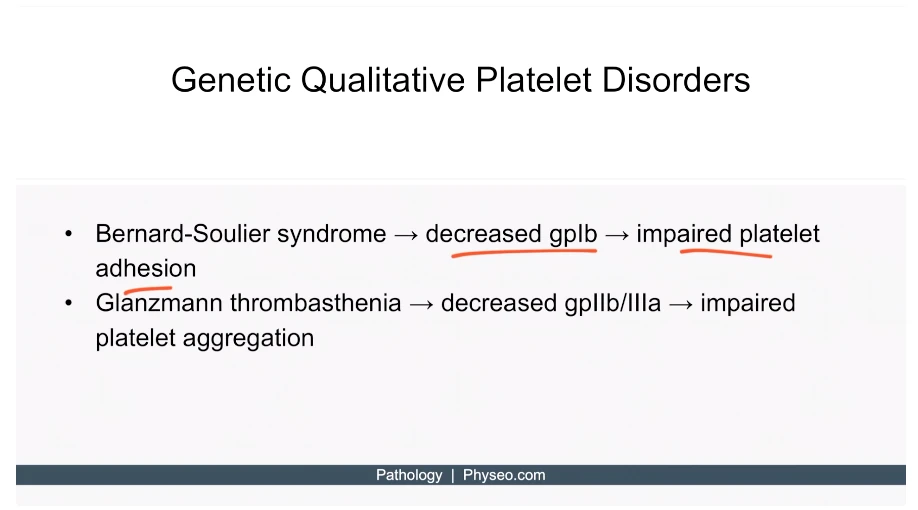 Genetic Qualitative Platelet Disorders
• Bernard-Soulier syndrome → decreased gpIb → impaired platelet
adhesion
• Glanzmann thrombasthenia → decreased gpIIb/IIIa → impaired
platelet aggregation
Pathology | Physeo.com